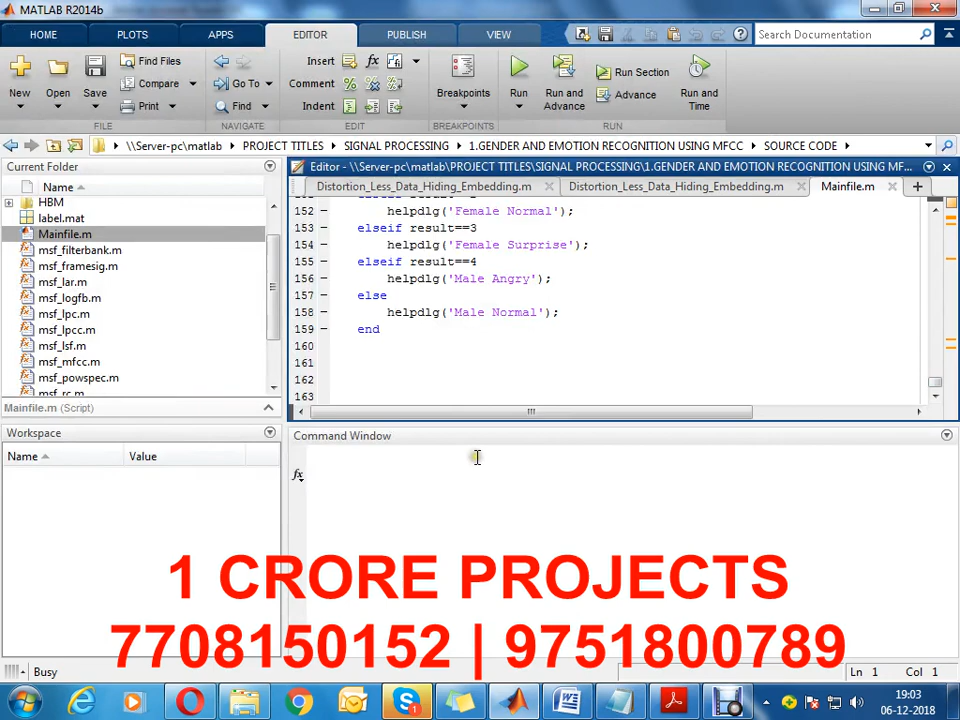 MATLAB R2014b
HOME PLOTS APPS EDITOR PUBLISH VIEW
Search Documentation
New Open Save
Find Files
Compare
Print
FILE
Go To
Find
NAVIGATE
Insert
Comment
Indent
EDIT
Breakpoints
BREAKPOINTS
Run
Run and Advance
Run Section
Advance
Run and Time
RUN
\\Server-pc\matlab PROJECT TITLES SIGNAL PROCESSING 1.GENDER AND EMOTION RECOGNITION USING MFCC SOURCE CODE
Current Folder
Name
HBM
label.mat
Mainfile.m
msf_filterbank.m
msf_framesig.m
msf_lar.m
msf_logfb.m
msf_lpc.m
msf_lpcc.m
msf_lsf.m
msf_mfcc.m
msf_powspec.m
msf_rc.m
Mainfile.m (Script)
Workspace
Name Value
Editor - \\Server-pc\matlab\PROJECT TITLES\SIGNAL PROCESSING\1.GENDER AND EMOTION RECOGNITION USING MF...
Distortion_Less_Data_Hiding_Embedding.m Distortion_Less_Data_Hiding_Embedding.m Mainfile.m
152 helpdlg('Female Normal');
153 elseif result==3
154 helpdlg('Female Surprise');
155 elseif result==4
156 helpdlg('Male Angry');
157 else
158 helpdlg('Male Normal');
159 end
160
161
162
163
Command Window
fx
1 CRORE PROJECTS
7708150152 | 9751800789
Busy
Ln 1 Col 1
19:03
06-12-2018